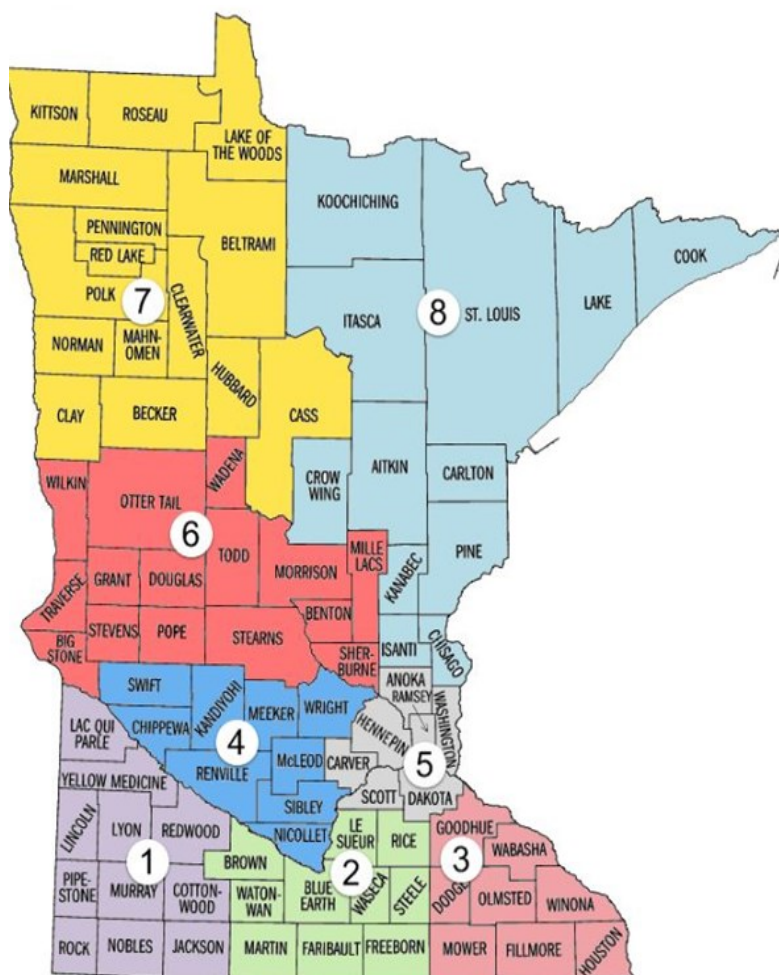 KITTSON
ROSEAU
LAKE OF
THE WOODS
MARSHALL
KOOCHICHING
PENNINGTON
BELTRAMI
RED LAKE
COOK
POLK
7
CLEARWATER
ITASCA
8
ST. LOUIS
LAKE
NORMAN
MAHN-
OMEN
HUBBARD
CLAY
BECKER
CASS
WADENA
AITKIN
CARLTON
WILKIN
OTTER TAIL
CROW
WING
6
TODD
MILLE
LACS
PINE
KANABEC
GRANT
DOUGLAS
MORRISON
TRAVERSE
BENTON
STEVENS
POPE
STEARNS
ISANTI
CHISAGO
BIG
STONE
SHER-
BURNE
ANOKA
RAMSEY
WASHINGTON
SWIFT
KANDIYOHI
MEEKER
WRIGHT
HENNEPIN
LAC QUI
PARLE
CHIPPEWA
4
5
RENVILLE
McLEOD
CARVER
YELLOW MEDICINE
SCOTT
DAKOTA
SIBLEY
LINCOLN
LYON
REDWOOD
NICOLLET
LE
SUEUR
RICE
GOODHUE
WABASHA
1
BROWN
2
3
PIPE-
STONE
MURRAY
COTTON-
WOOD
WATON-
WAN
BLUE
EARTH
WASECA
STEELE
DODGE
OLMSTED
WINONA
ROCK
NOBLES
JACKSON
MARTIN
FARIBAULT
FREEBORN
MOWER
FILLMORE
HOUSTON